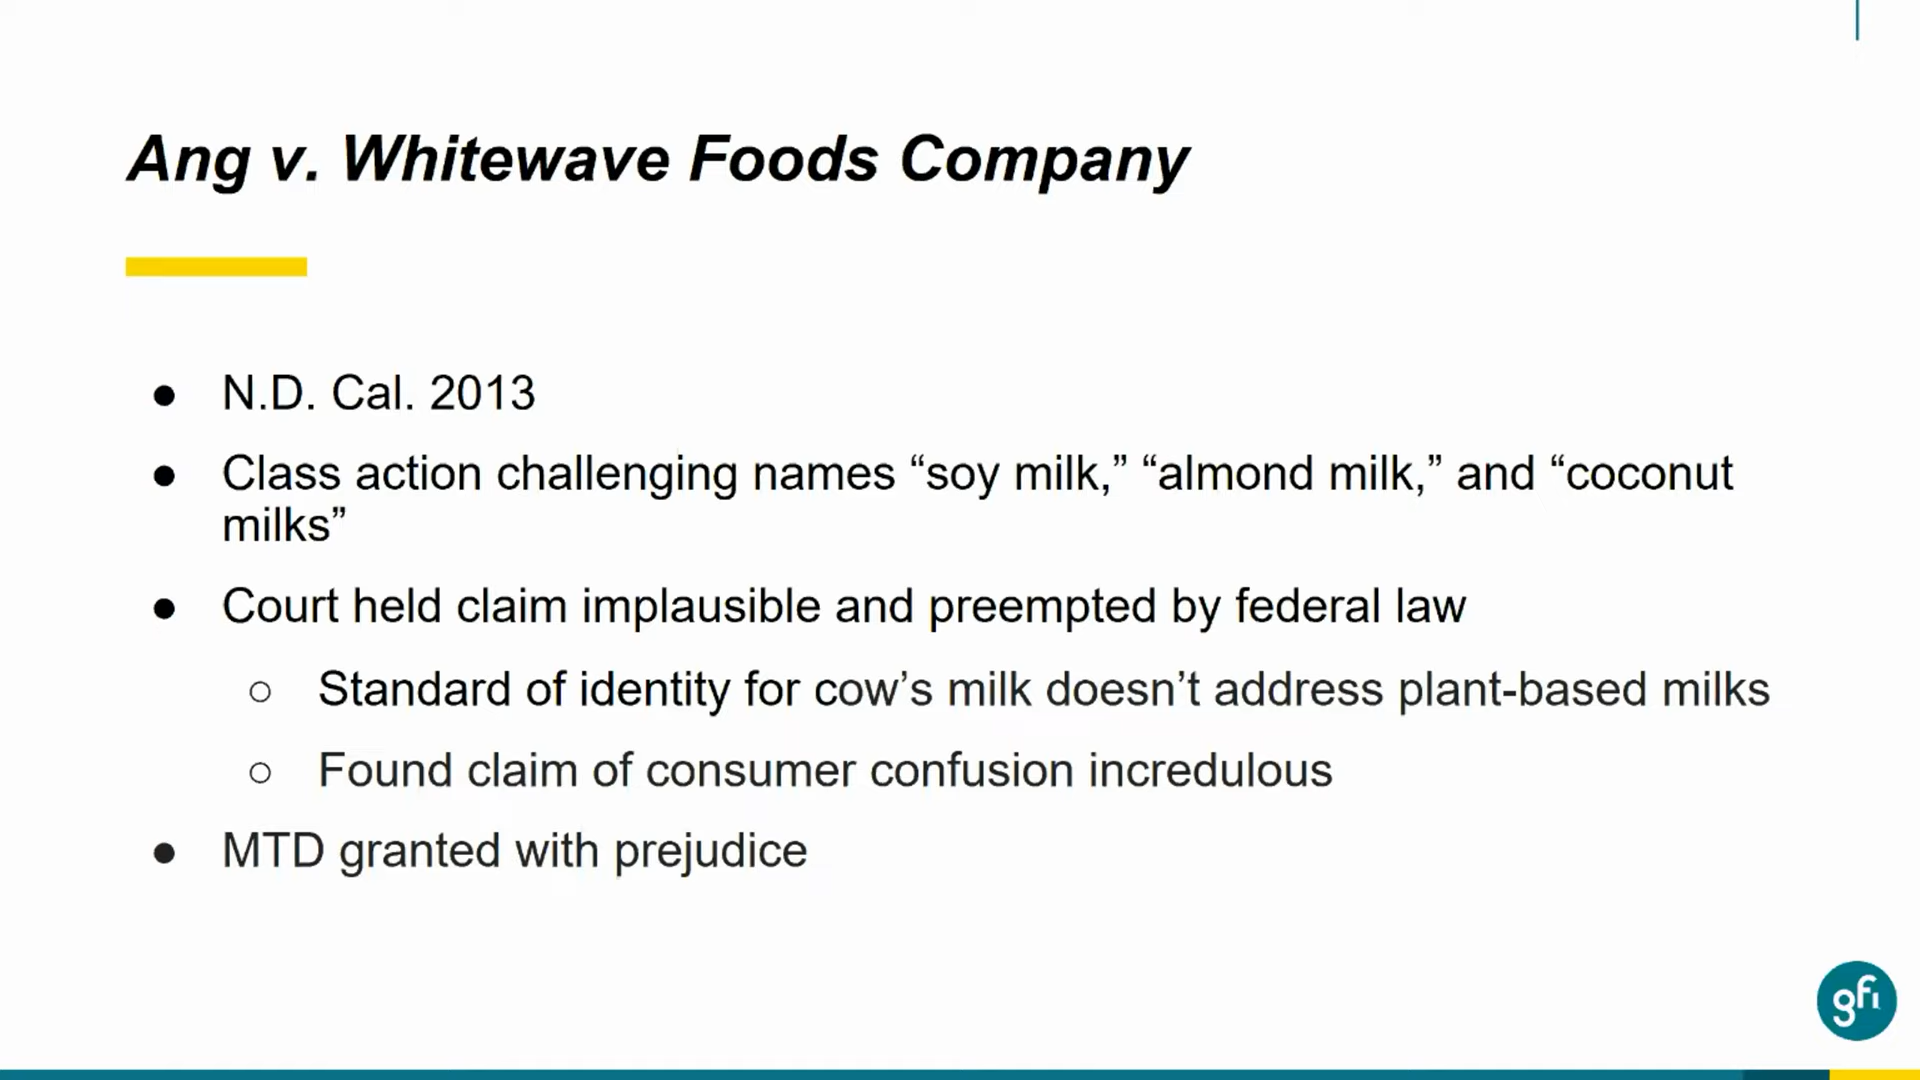 Ang v. Whitewave Foods Company
● N.D. Cal. 2013
● Class action challenging names “soy milk,” “almond milk,” and “coconut
milks”
● Court held claim implausible and preempted by federal law
○ Standard of identity for cow’s milk doesn’t address plant-based milks
○ Found claim of consumer confusion incredulous
● MTD granted with prejudice
gfi